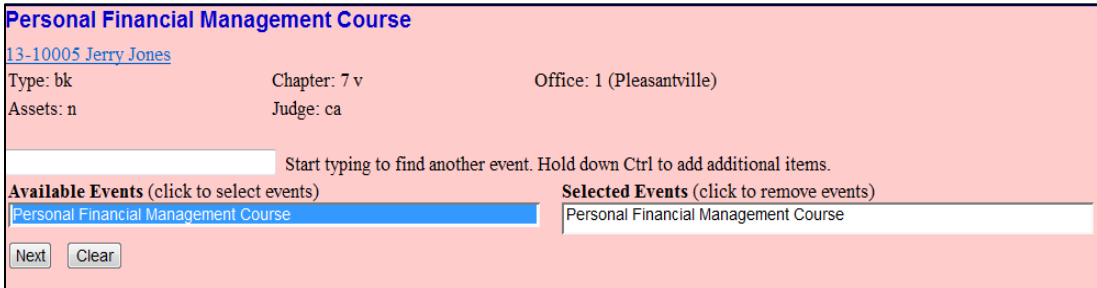 Personal Financial Management Course
13-10005 Jerry Jones
Type: bk Chapter: 7 v Office: 1 (Pleasantville)
Assets: n Judge: ca
Start typing to find another event. Hold down Ctrl to add additional items.
Available Events (click to select events) Selected Events (click to remove events)
Personal Financial Management Course Personal Financial Management Course
Next Clear